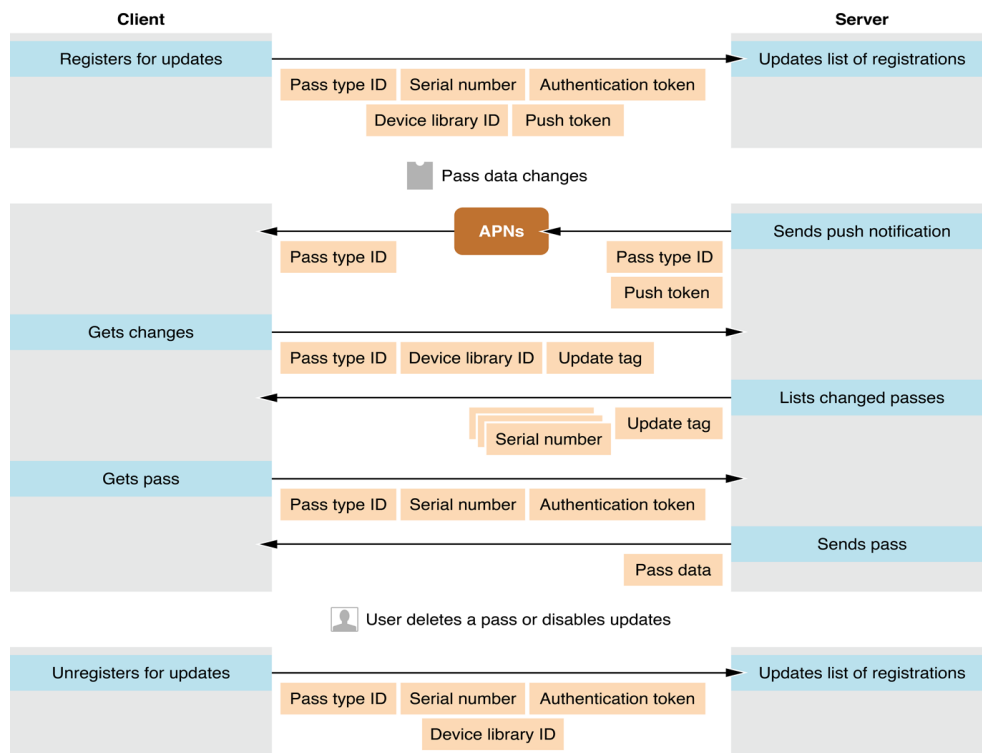 Client Server
Registers for updates Updates list of registrations
Pass type ID Serial number Authentication token
Device library ID Push token
Pass data changes
APNs Sends push notification
Pass type ID Pass type ID
Push token
Gets changes
Pass type ID Device library ID Update tag
Lists changed passes
Serial number Update tag
Gets pass
Pass type ID Serial number Authentication token
Sends pass
Pass data
User deletes a pass or disables updates
Unregisters for updates Updates list of registrations
Pass type ID Serial number Authentication token
Device library ID